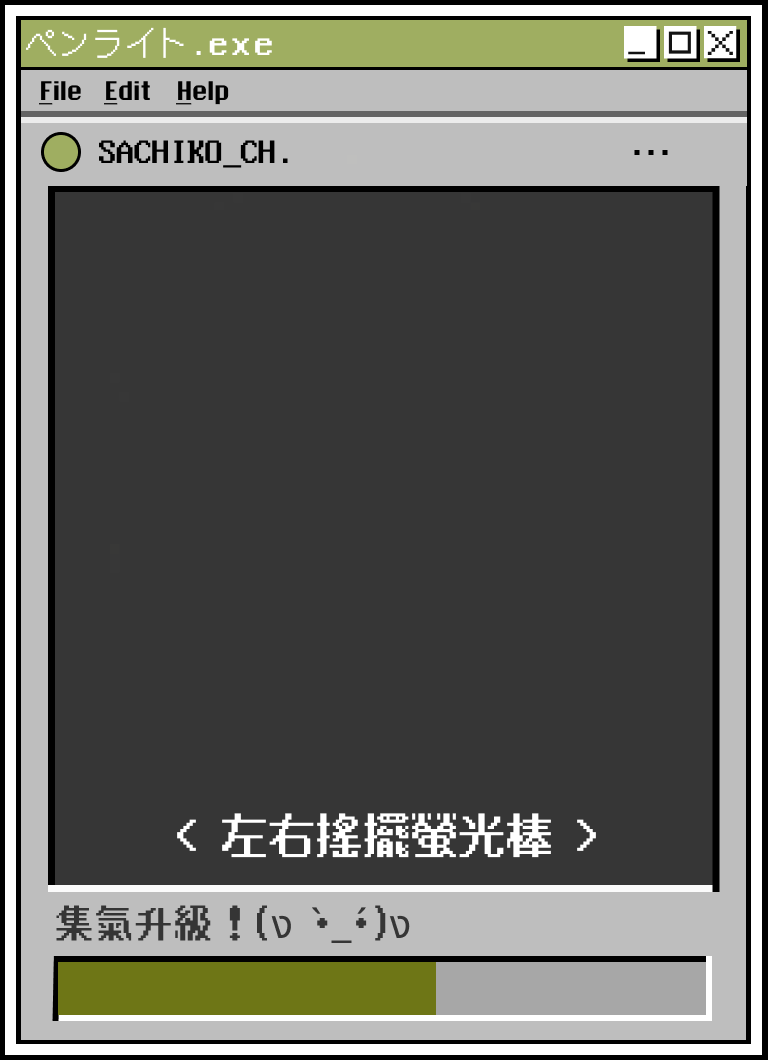 ペンライト.exe
File Edit Help
SACHIKO_CH. ...
< 左右搖擺螢光棒 >
集氣升級！(ง •̀_•́)ง